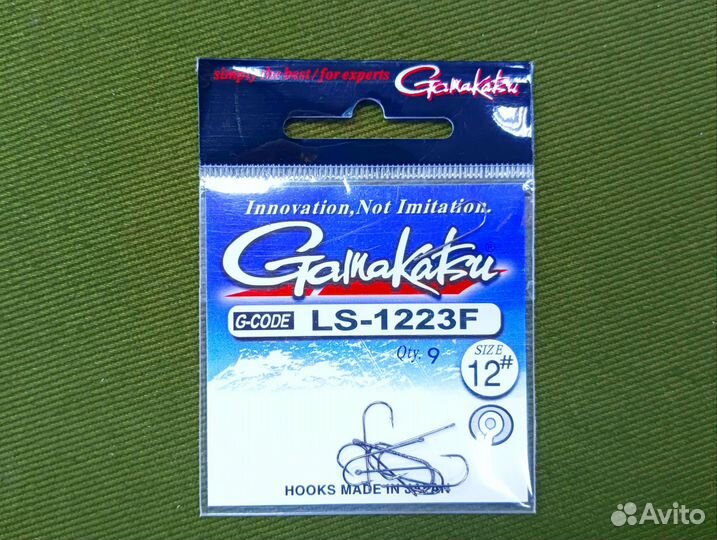 simply the best/for experts
Gamakatsu
Innovation, Not Imitation.
Gamakatsu®
G-CODE LS-1223F
Qty. 9
SIZE
12#
HOOKS MADE IN JAPAN
Avito